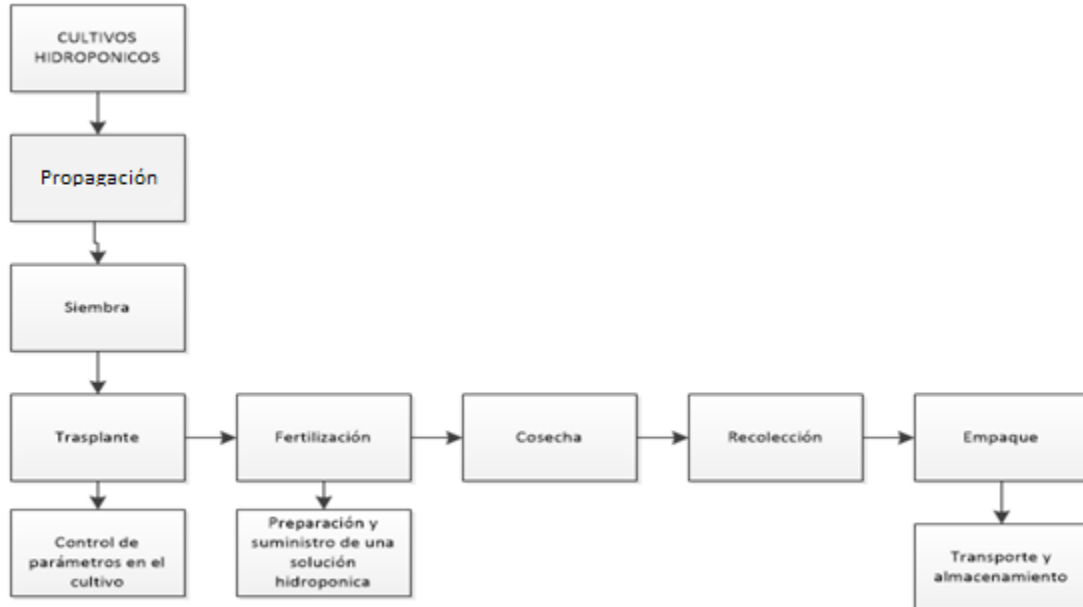 CULTIVOS
HIDROPONICOS
Propagación
Siembra
Trasplante
Fertilización
Cosecha
Recolección
Empaque
Control de
parámetros en el
cultivo
Preparación y
suministro de una
solución
hidroponica
Transporte y
almacenamiento